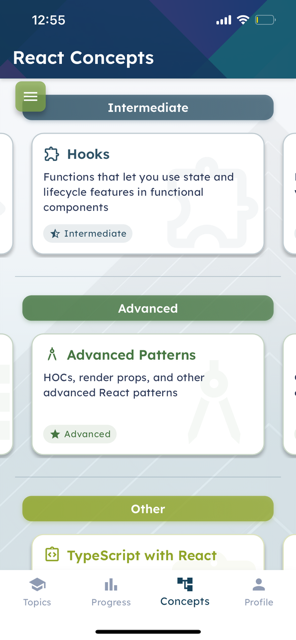 12:55
React Concepts
Intermediate
Hooks
Functions that let you use state and
lifecycle features in functional
components
Intermediate
Advanced
Advanced Patterns
HOCs, render props, and other
advanced React patterns
Advanced
Other
TypeScript with React
Topics
Progress
Concepts
Profile